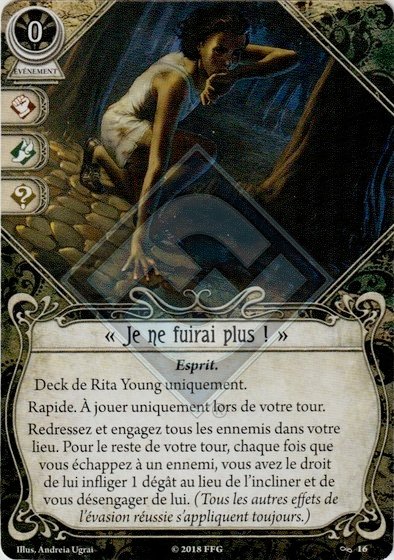 0
ÉVÉNEMENT
« Je ne fuirai plus ! »
Esprit.
Deck de Rita Young uniquement.
Rapide. À jouer uniquement lors de votre tour.
Redressez et engagez tous les ennemis dans votre
lieu. Pour le reste de votre tour, chaque fois que
vous échappez à un ennemi, vous avez le droit
de lui infliger 1 dégât au lieu de l'incliner et de
vous désengager de lui. (Tous les autres effets de
l'évasion réussie s'appliquent toujours.)
Illus. Andreia Ugrai
© 2018 FFG
16